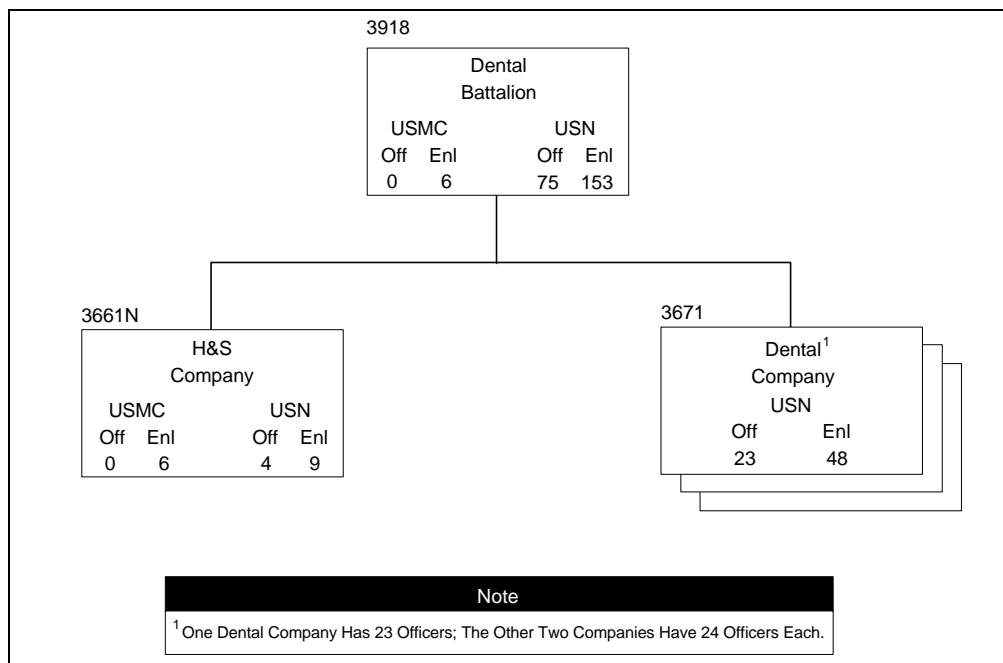 3918
Dental
Battalion
USMC USN
Off Enl Off Enl
0 6 75 153
3661N
H&S
Company
USMC USN
Off Enl Off Enl
0 6 4 9
3671
Dental¹
Company
USN
Off Enl
23 48
Note
¹ One Dental Company Has 23 Officers; The Other Two Companies Have 24 Officers Each.